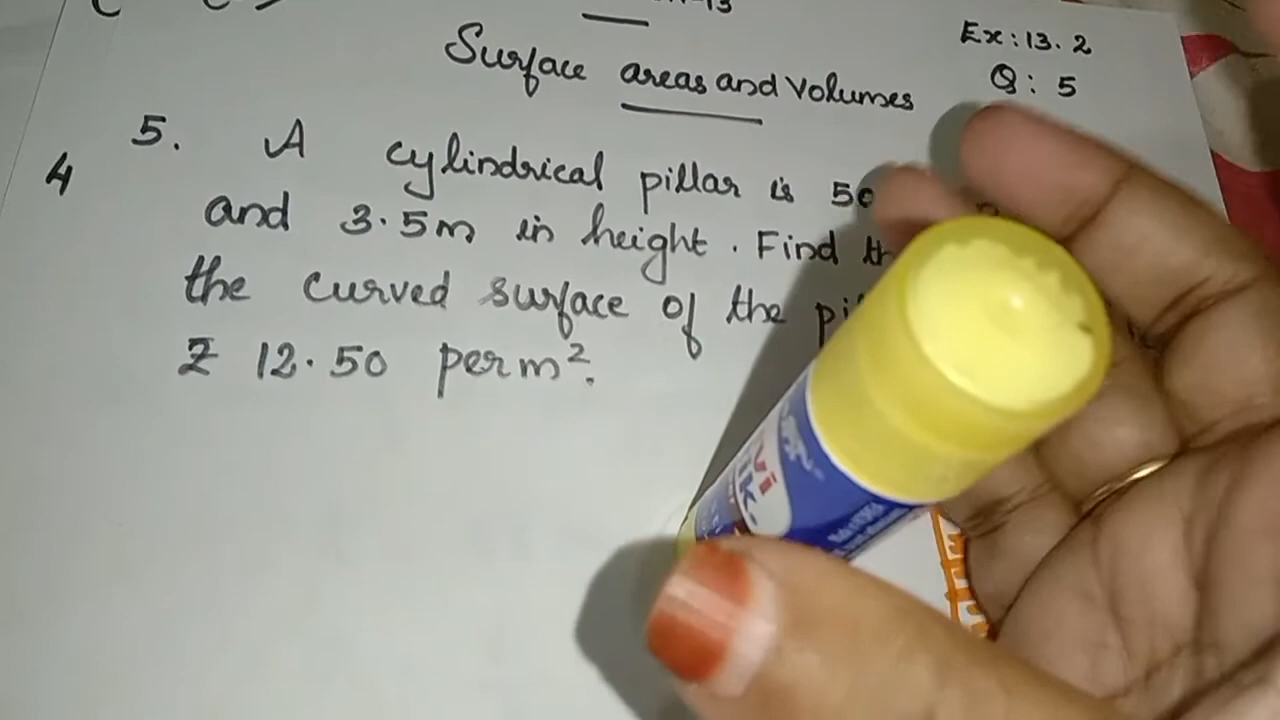 Surface areas and Volumes
Ex: 13.2
Q: 5
4
5. A cylindrical pillar is 50
and 3.5m in height. Find
the curved surface of the
₹ 12.50 per m².